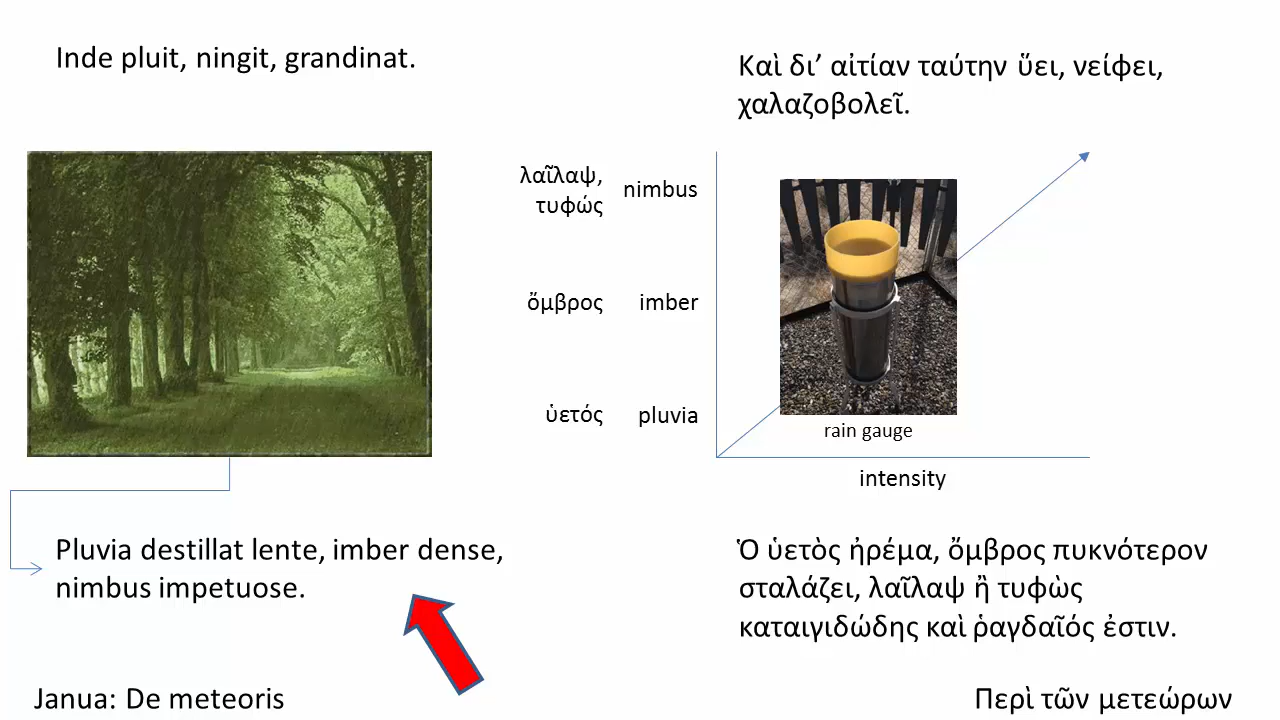 Inde pluit, ningit, grandinat.
Καὶ δι’ αἰτίαν ταύτην ὕει, νείφει,
χαλαζοβολεῖ.
λαῖλαψ,
τυφώς
nimbus
ὄμβρος
imber
ὑετός
pluvia
rain gauge
intensity
Pluvia destillat lente, imber dense,
nimbus impetuose.
Ὁ ὑετὸς ἠρέμα, ὄμβρος πυκνότερον
σταλάζει, λαῖλαψ ἢ τυφὼς
καταιγιδώδης καὶ ῥαγδαῖός ἐστιν.
Janua: De meteoris
Περὶ τῶν μετεώρων